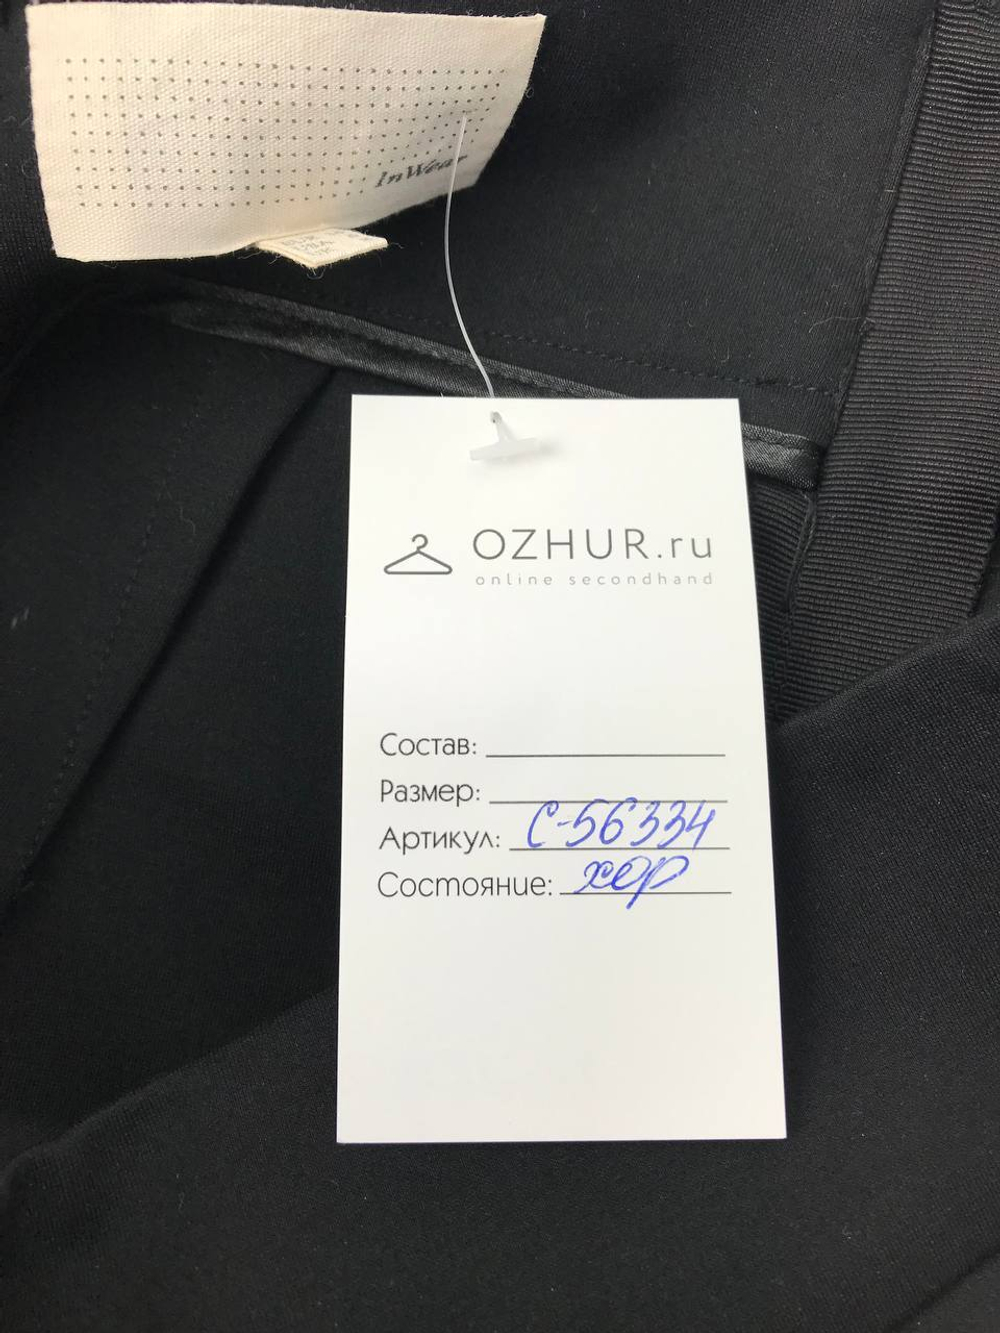 InWear
OZHUR.ru
online secondhand
Состав:
Размер:
Артикул: С-56334
Состояние: хор